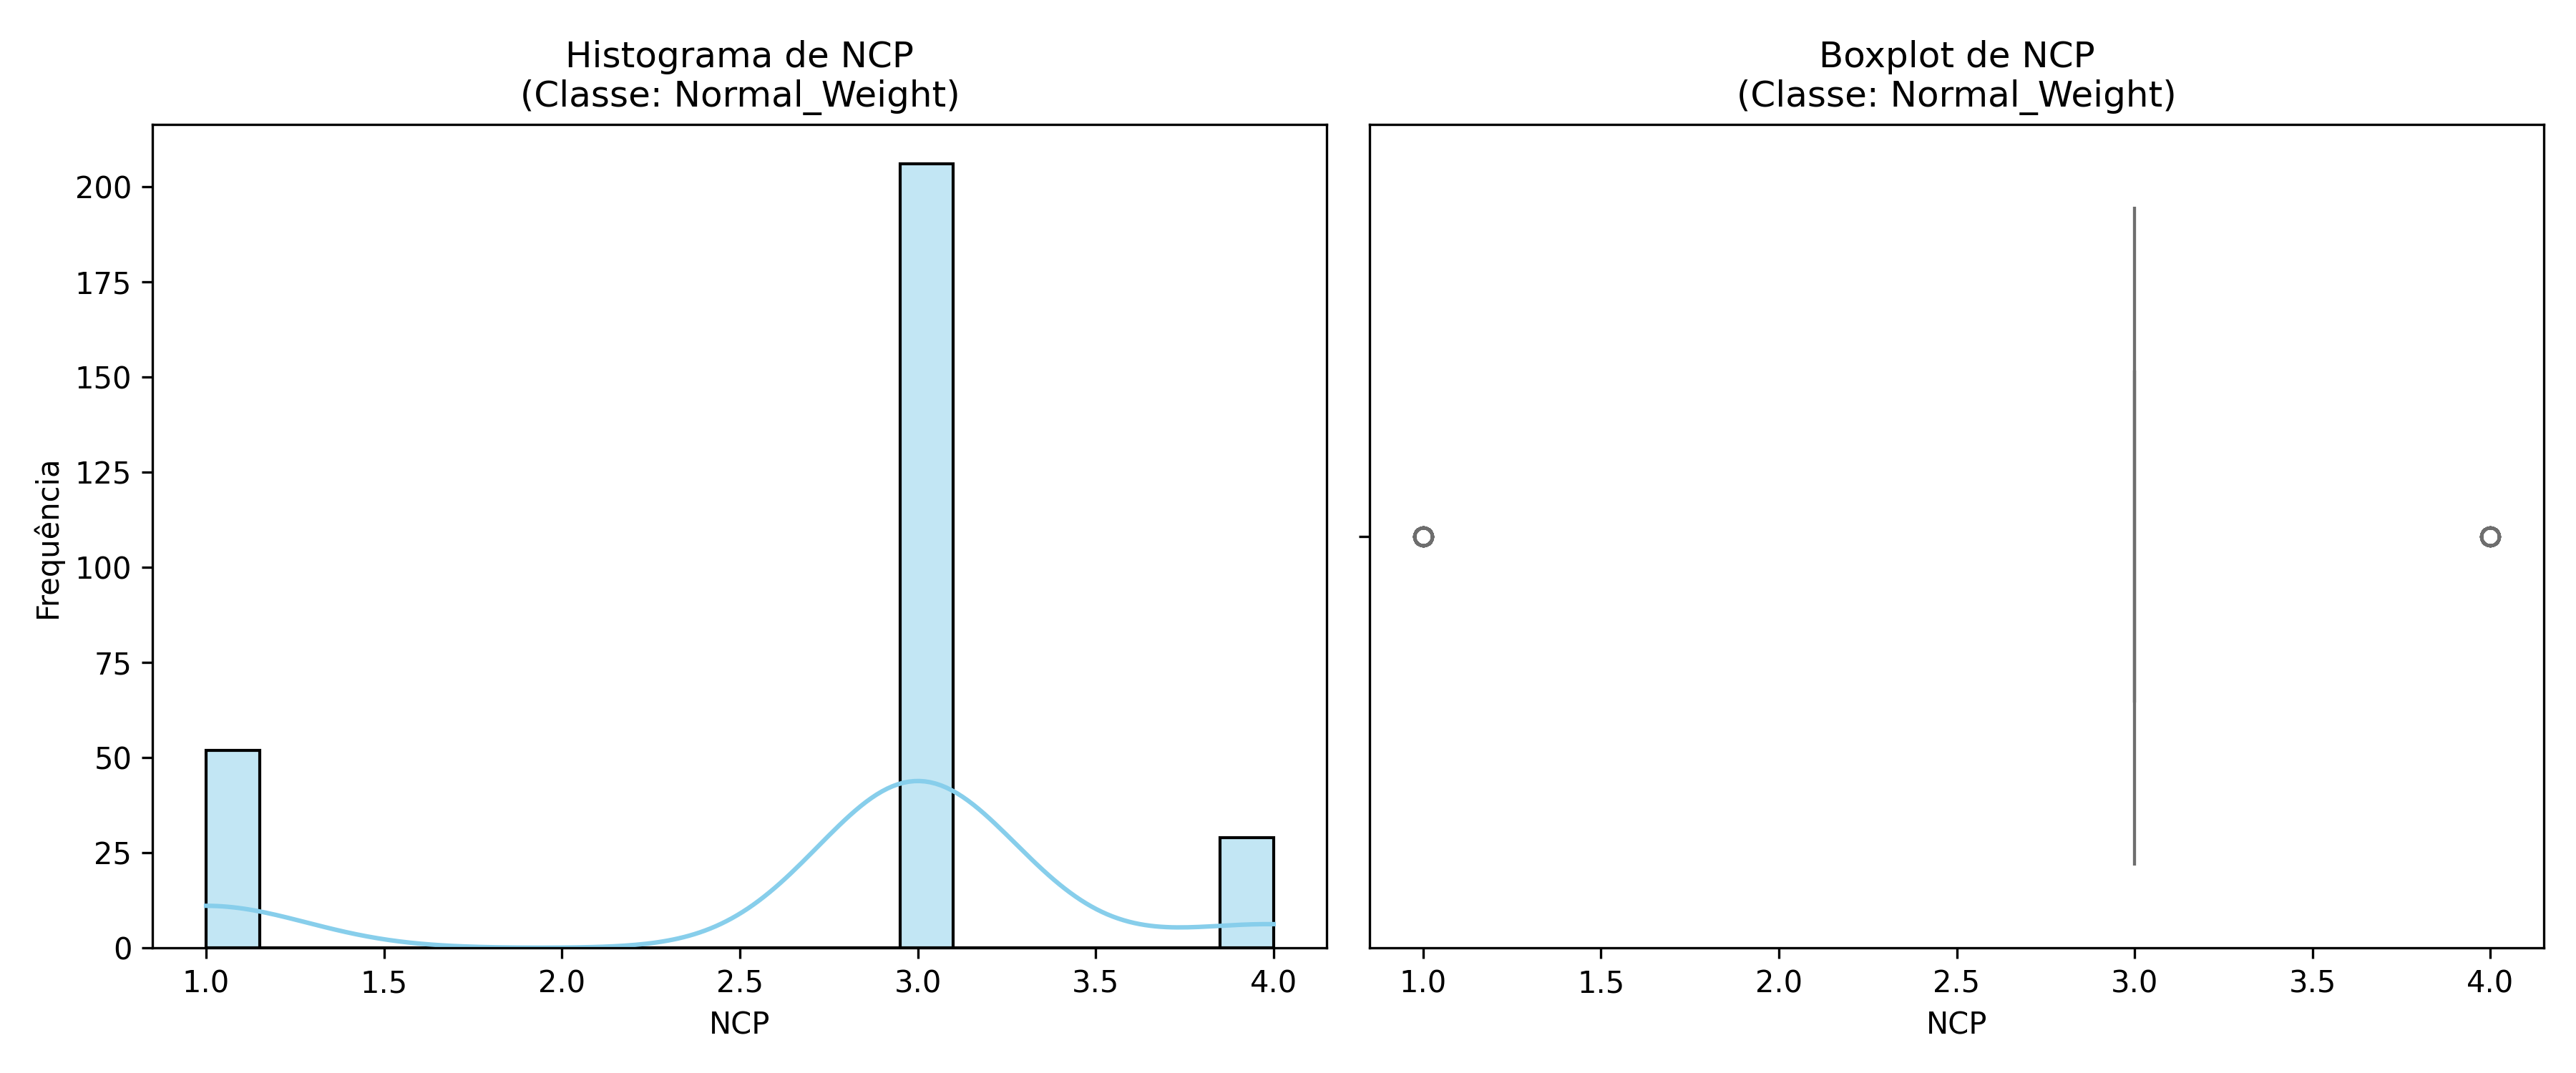 Histograma de NCP
(Classe: Normal_Weight)
Frequência
200
175
150
125
100
75
50
25
0
1.0 1.5 2.0 2.5 3.0 3.5 4.0
NCP
Boxplot de NCP
(Classe: Normal_Weight)
1.0 1.5 2.0 2.5 3.0 3.5 4.0
NCP